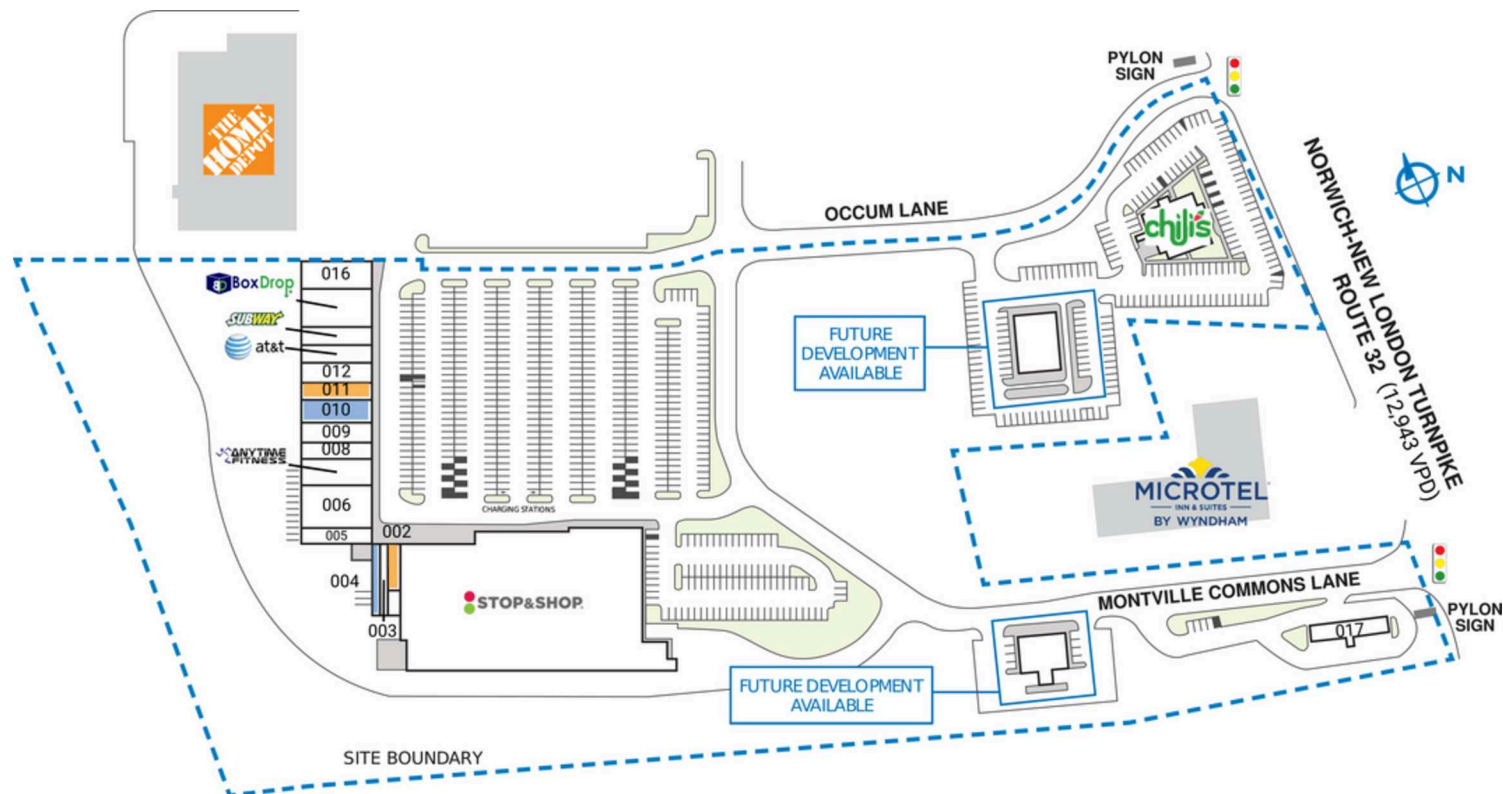 PYLON
SIGN
THE
HOME
DEPOT
NORWICH-NEW LONDON TURNPIKE
ROUTE 32 (12,943 VPD)
N
OCCUM LANE
chili's
016
BoxDrop
SUBWAY
at&t
012
011
010
009
008
ANYTIME
FITNESS
006
005
002
004
003
CHARGING STATIONS
FUTURE
DEVELOPMENT
AVAILABLE
MICROTEL
INN & SUITES
BY WYNDHAM
STOP&SHOP
MONTVILLE COMMONS LANE
PYLON
SIGN
017
FUTURE DEVELOPMENT
AVAILABLE
SITE BOUNDARY